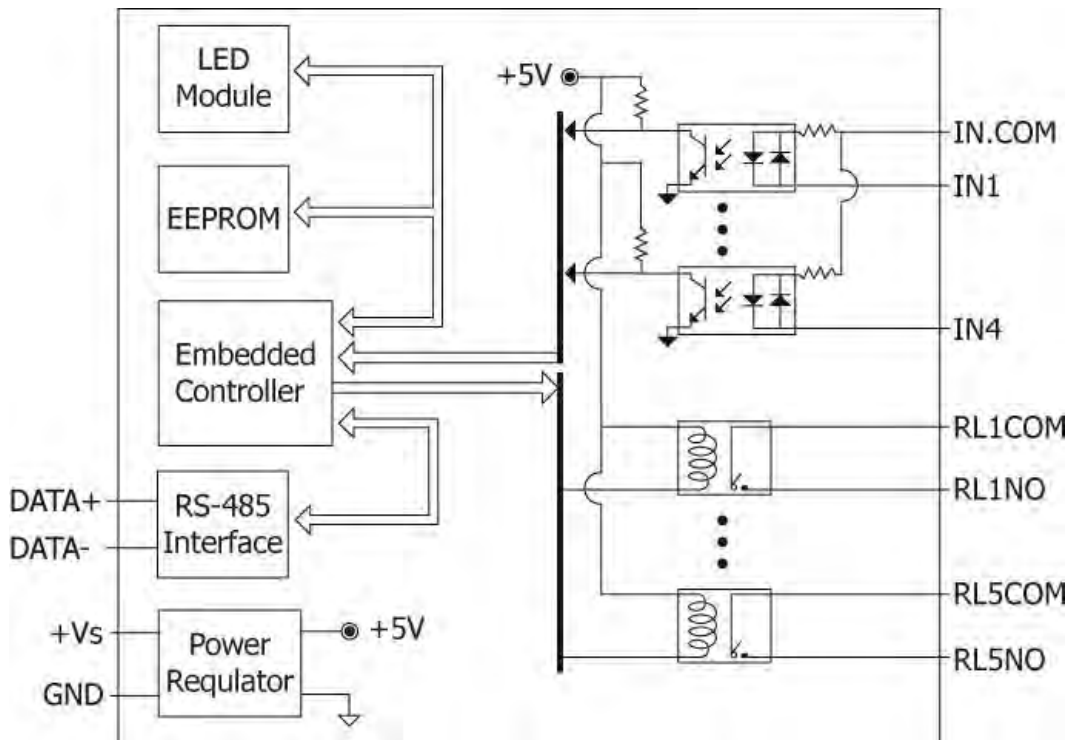 LED
Module
EEPROM
Embedded
Controller
DATA+
DATA-
RS-485
Interface
+Vs
GND
Power
Requlator
+5V
+5V
IN.COM
IN1
IN4
RL1COM
RL1NO
RL5COM
RL5NO